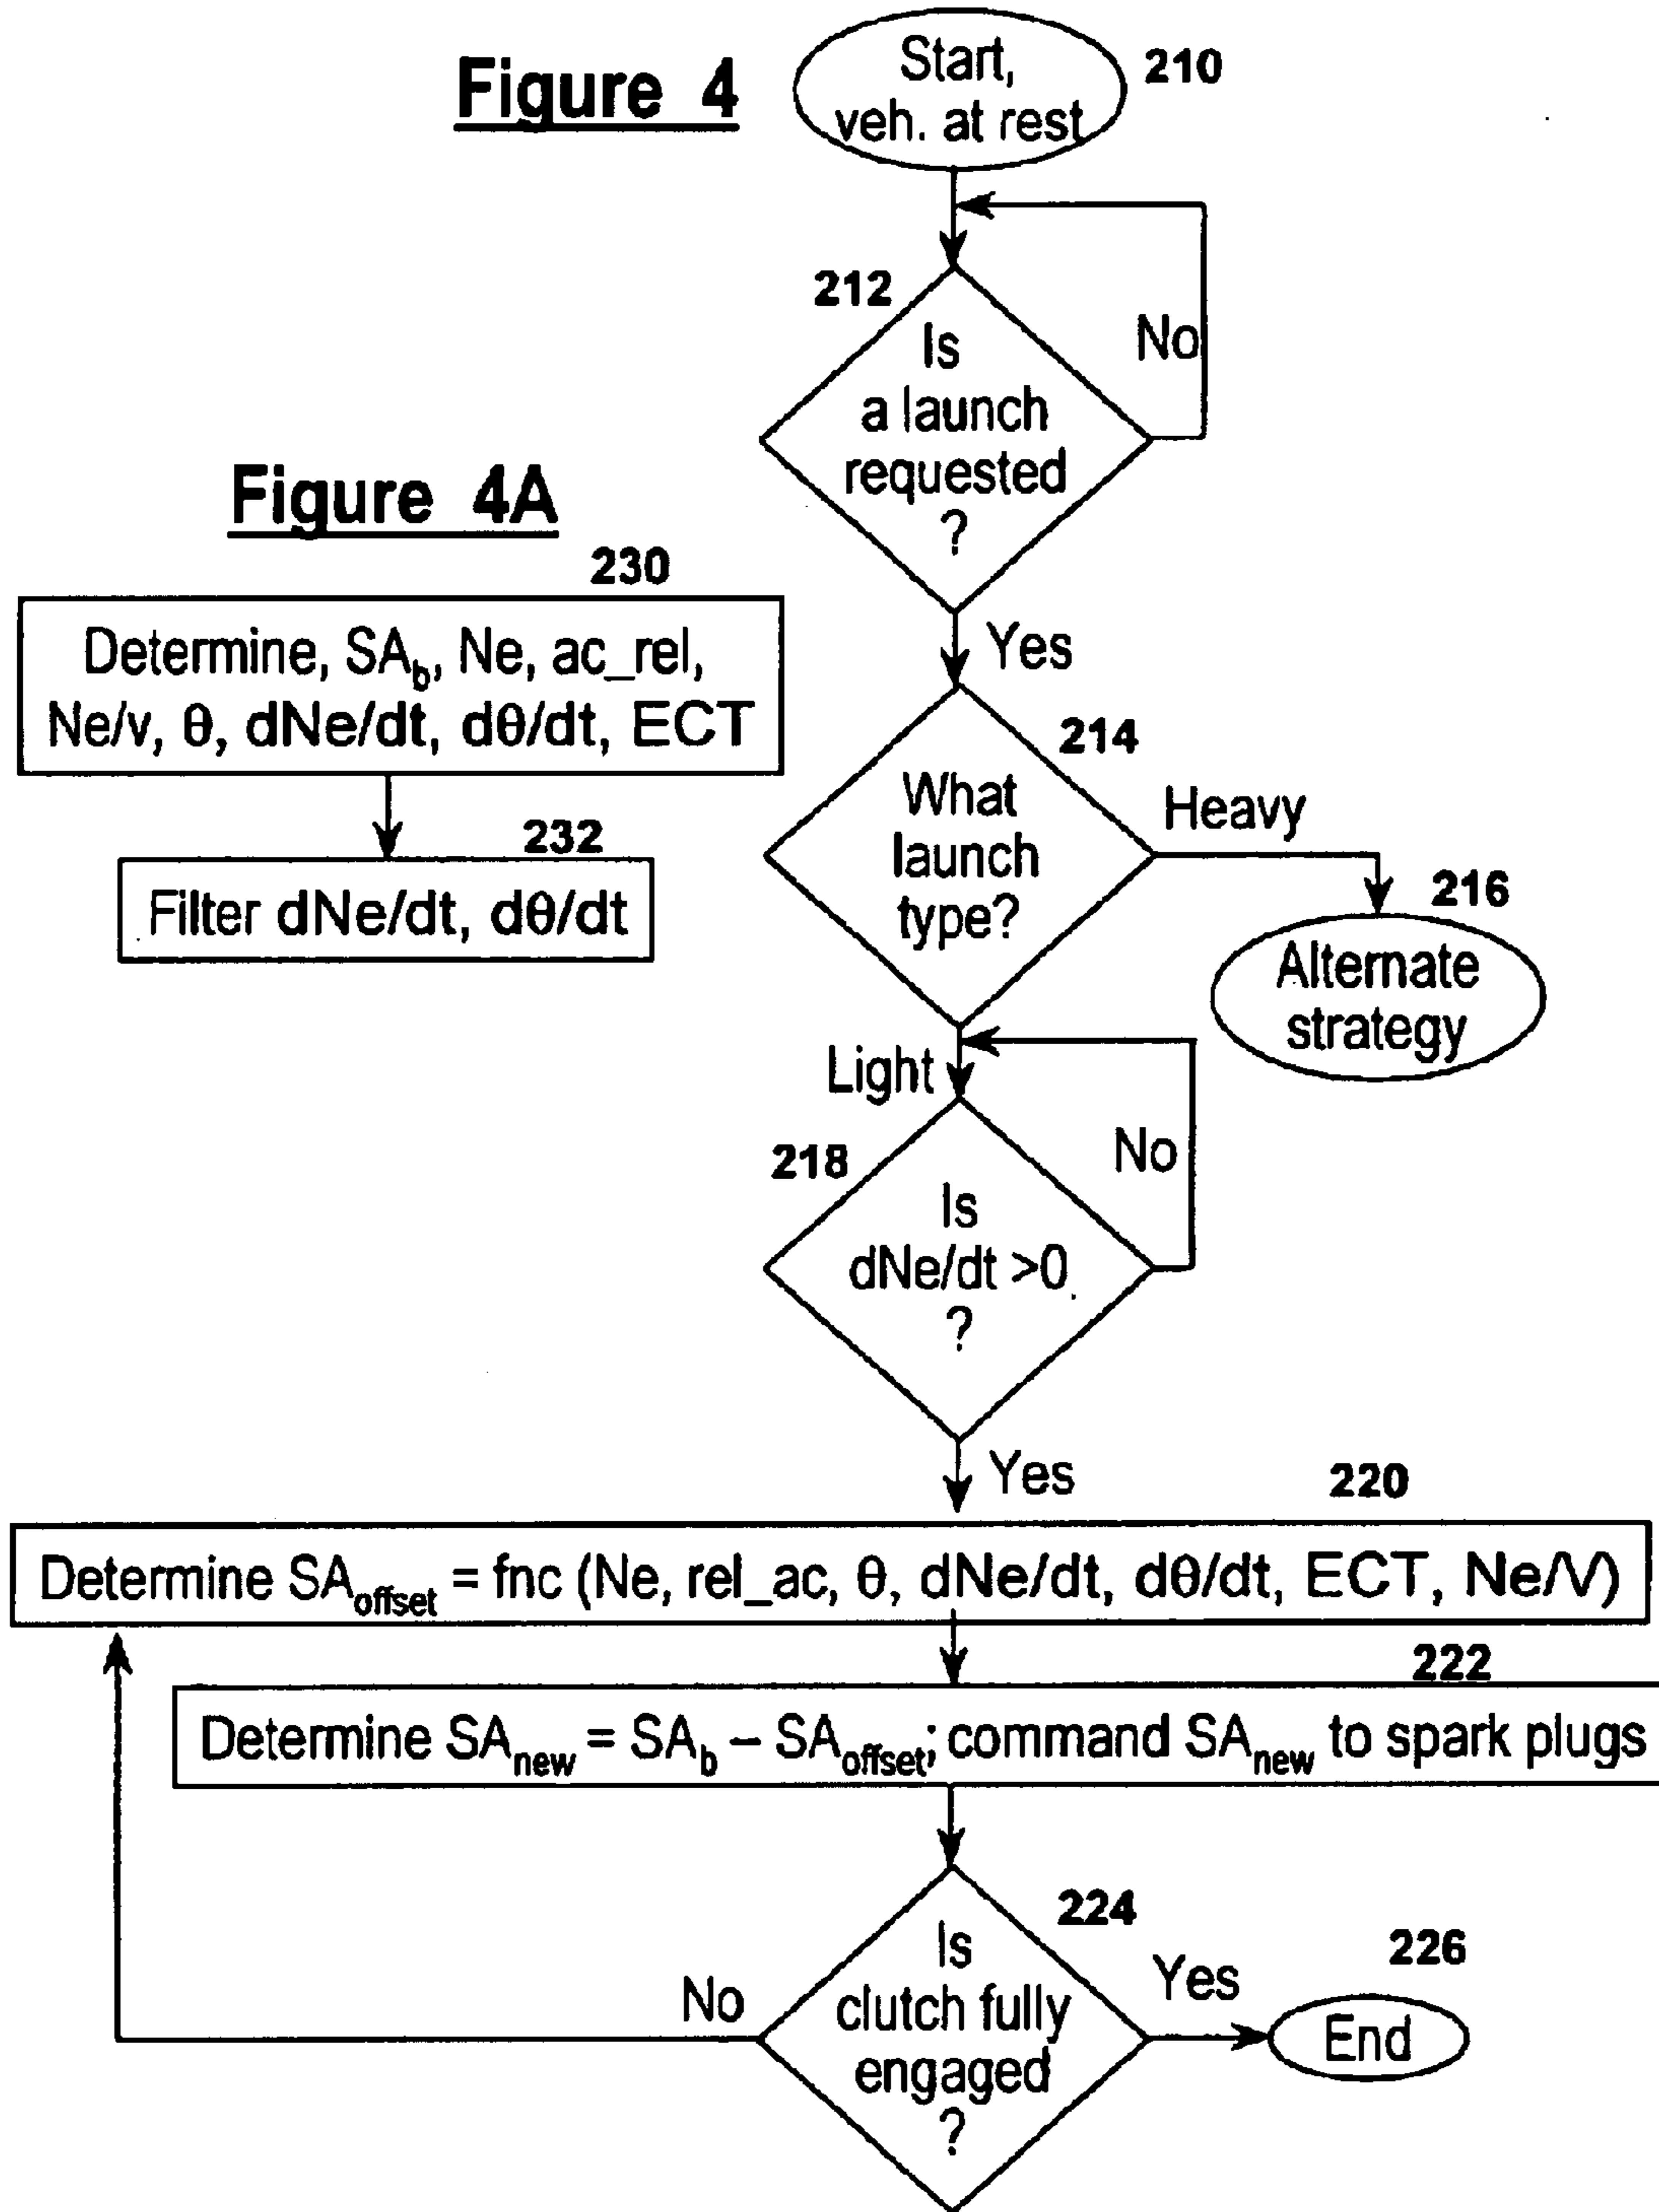 Figure 4
Start,
veh. at rest
210
212
Is
a launch
requested
?
No
Yes
Figure 4A
230
Determine, SA_b, Ne, ac_rel,
Ne/v, θ, dNe/dt, dθ/dt, ECT
232
Filter dNe/dt, dθ/dt
214
What
launch
type?
Heavy
216
Alternate
strategy
Light
218
Is
dNe/dt >0
?
No
Yes
220
Determine SA_offset = fnc (Ne, rel_ac, θ, dNe/dt, dθ/dt, ECT, Ne/V)
222
Determine SA_new = SA_b – SA_offset; command SA_new to spark plugs
224
Is
clutch fully
engaged
?
No
Yes
226
End